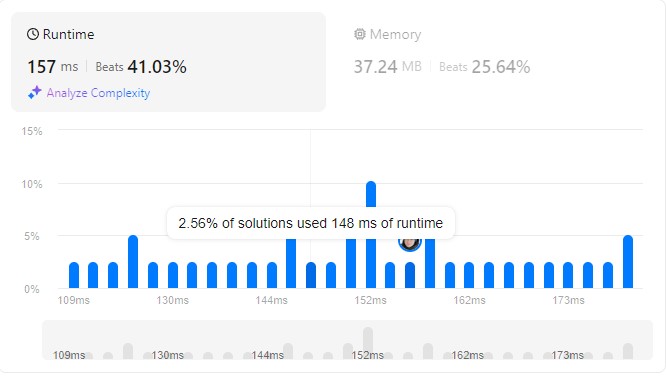 Runtime
Memory
157 ms | Beats 41.03%
37.24 MB | Beats 25.64%
Analyze Complexity
15%
10%
2.56% of solutions used 148 ms of runtime
5%
0%
109ms 130ms 144ms 152ms 162ms 173ms
109ms 130ms 144ms 152ms 162ms 173ms